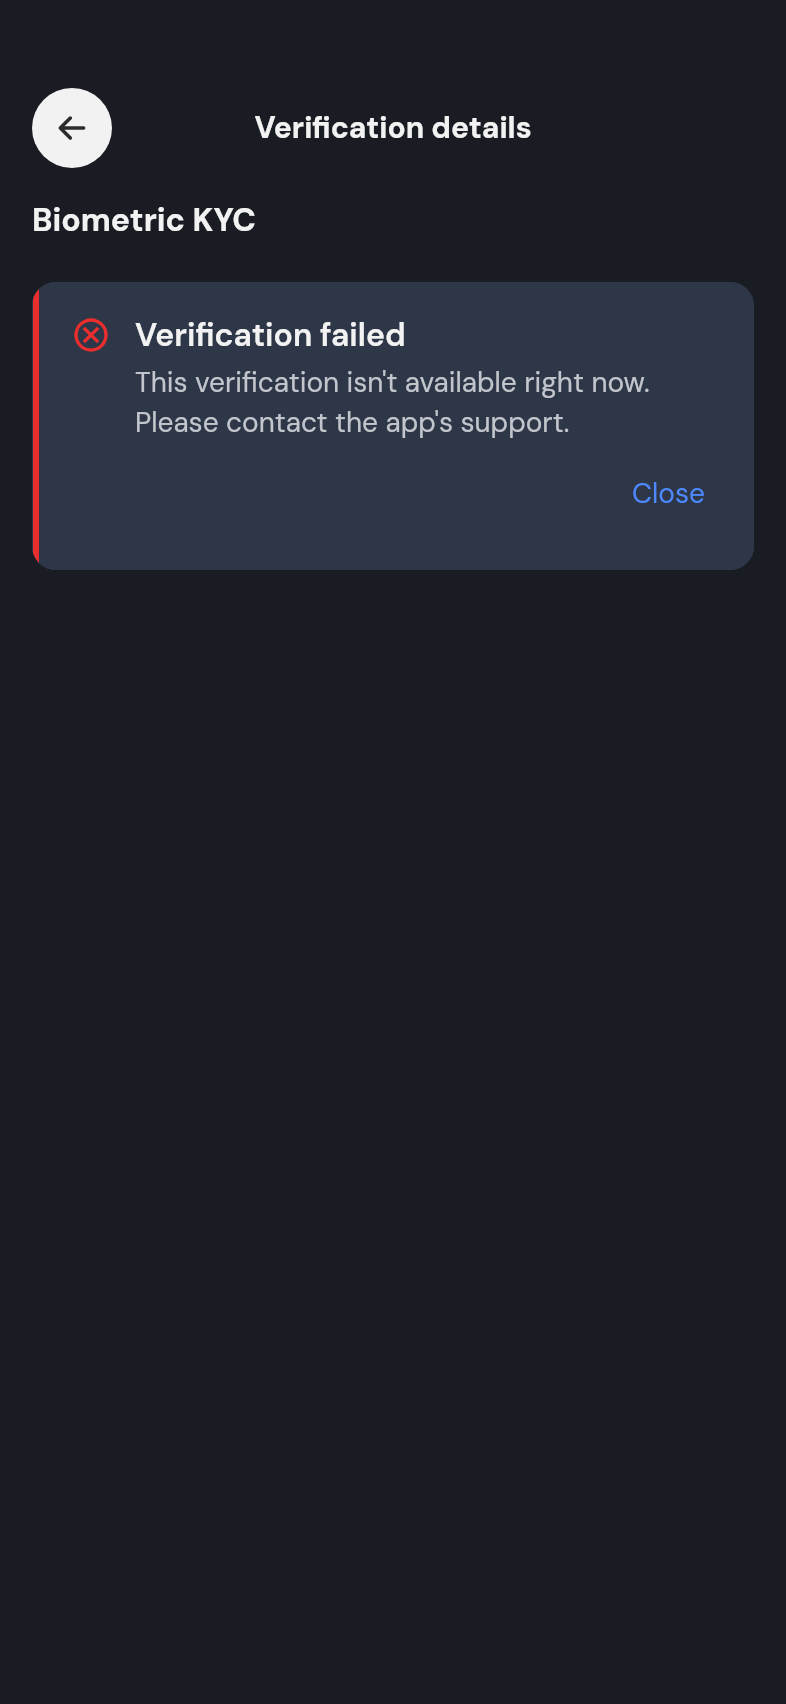 Verification details
Biometric KYC
Verification failed
This verification isn't available right now.
Please contact the app's support.
Close